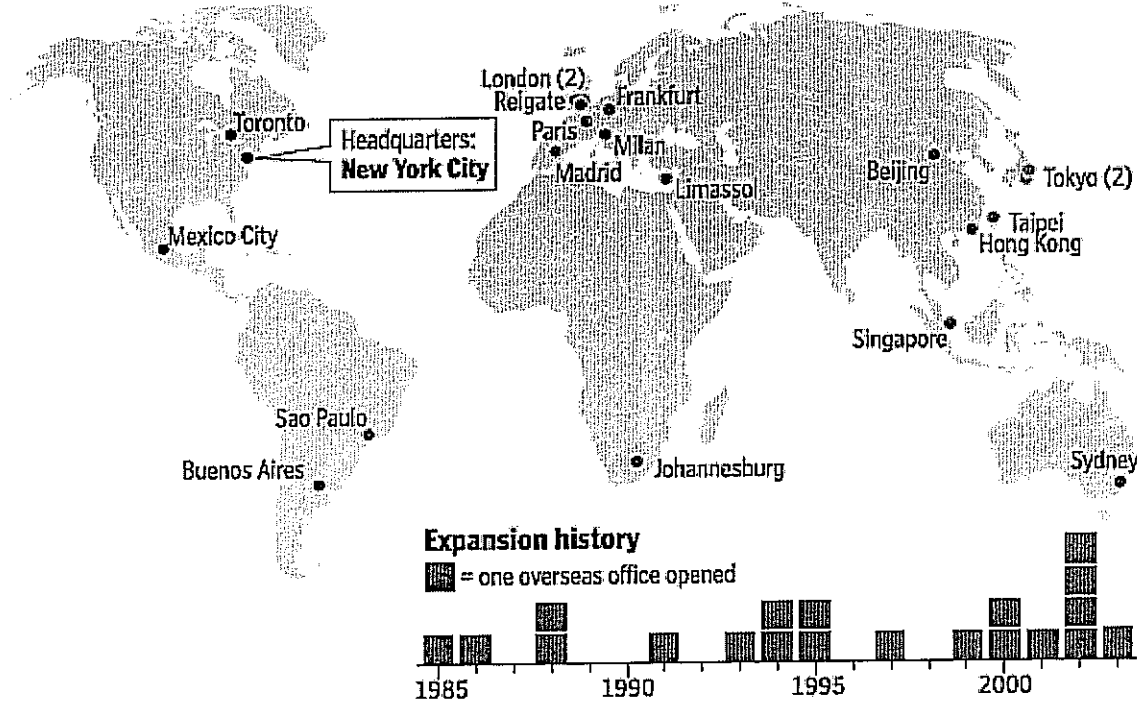 London (2)
Reigate
Frankfurt
Toronto
Headquarters:
New York City
Paris
Milan
Madrid
Limasso
Beijing
Tokyo (2)
Taipei
Hong Kong
Mexico City
Singapore
Sao Paulo
Buenos Aires
Johannesburg
Sydney
Expansion history
= one overseas office opened
1985
1990
1995
2000